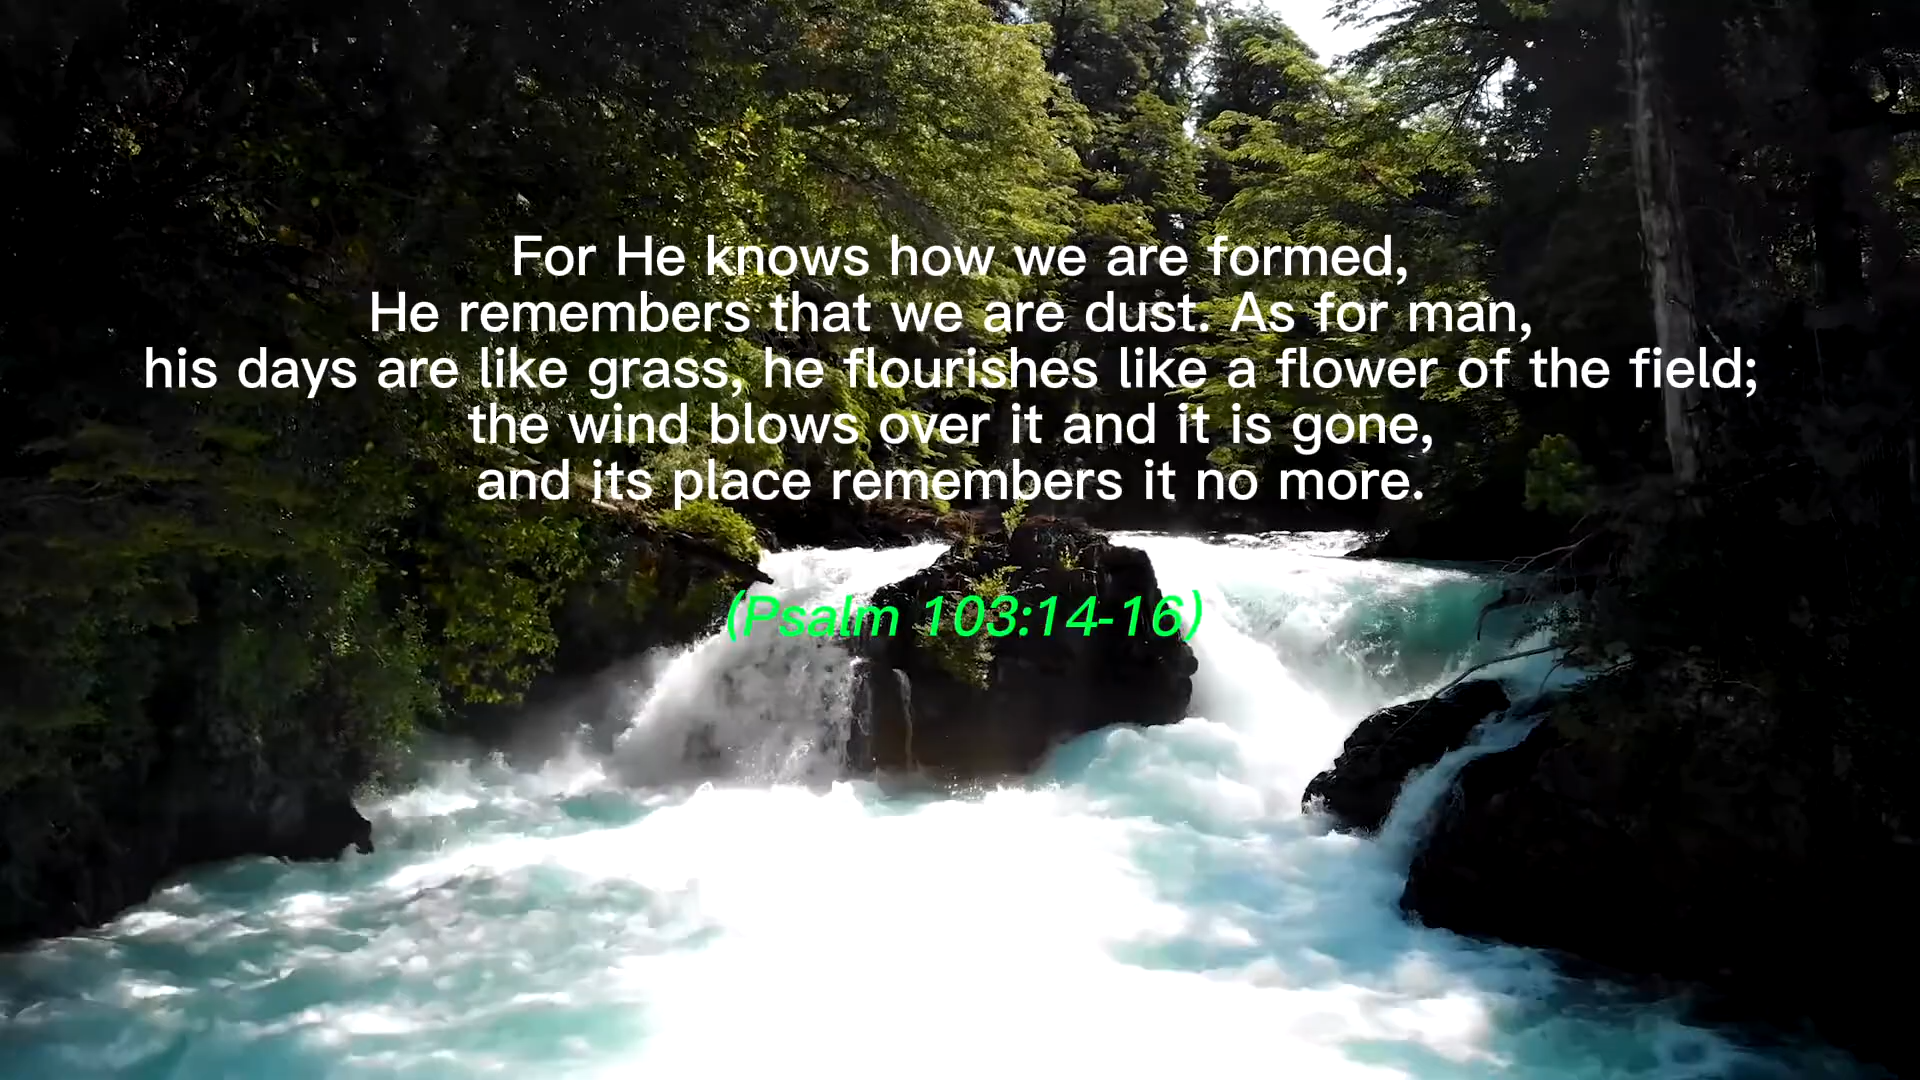 For He knows how we are formed,
He remembers that we are dust. As for man,
his days are like grass, he flourishes like a flower of the field;
the wind blows over it and it is gone,
and its place remembers it no more.
(Psalm 103:14-16)